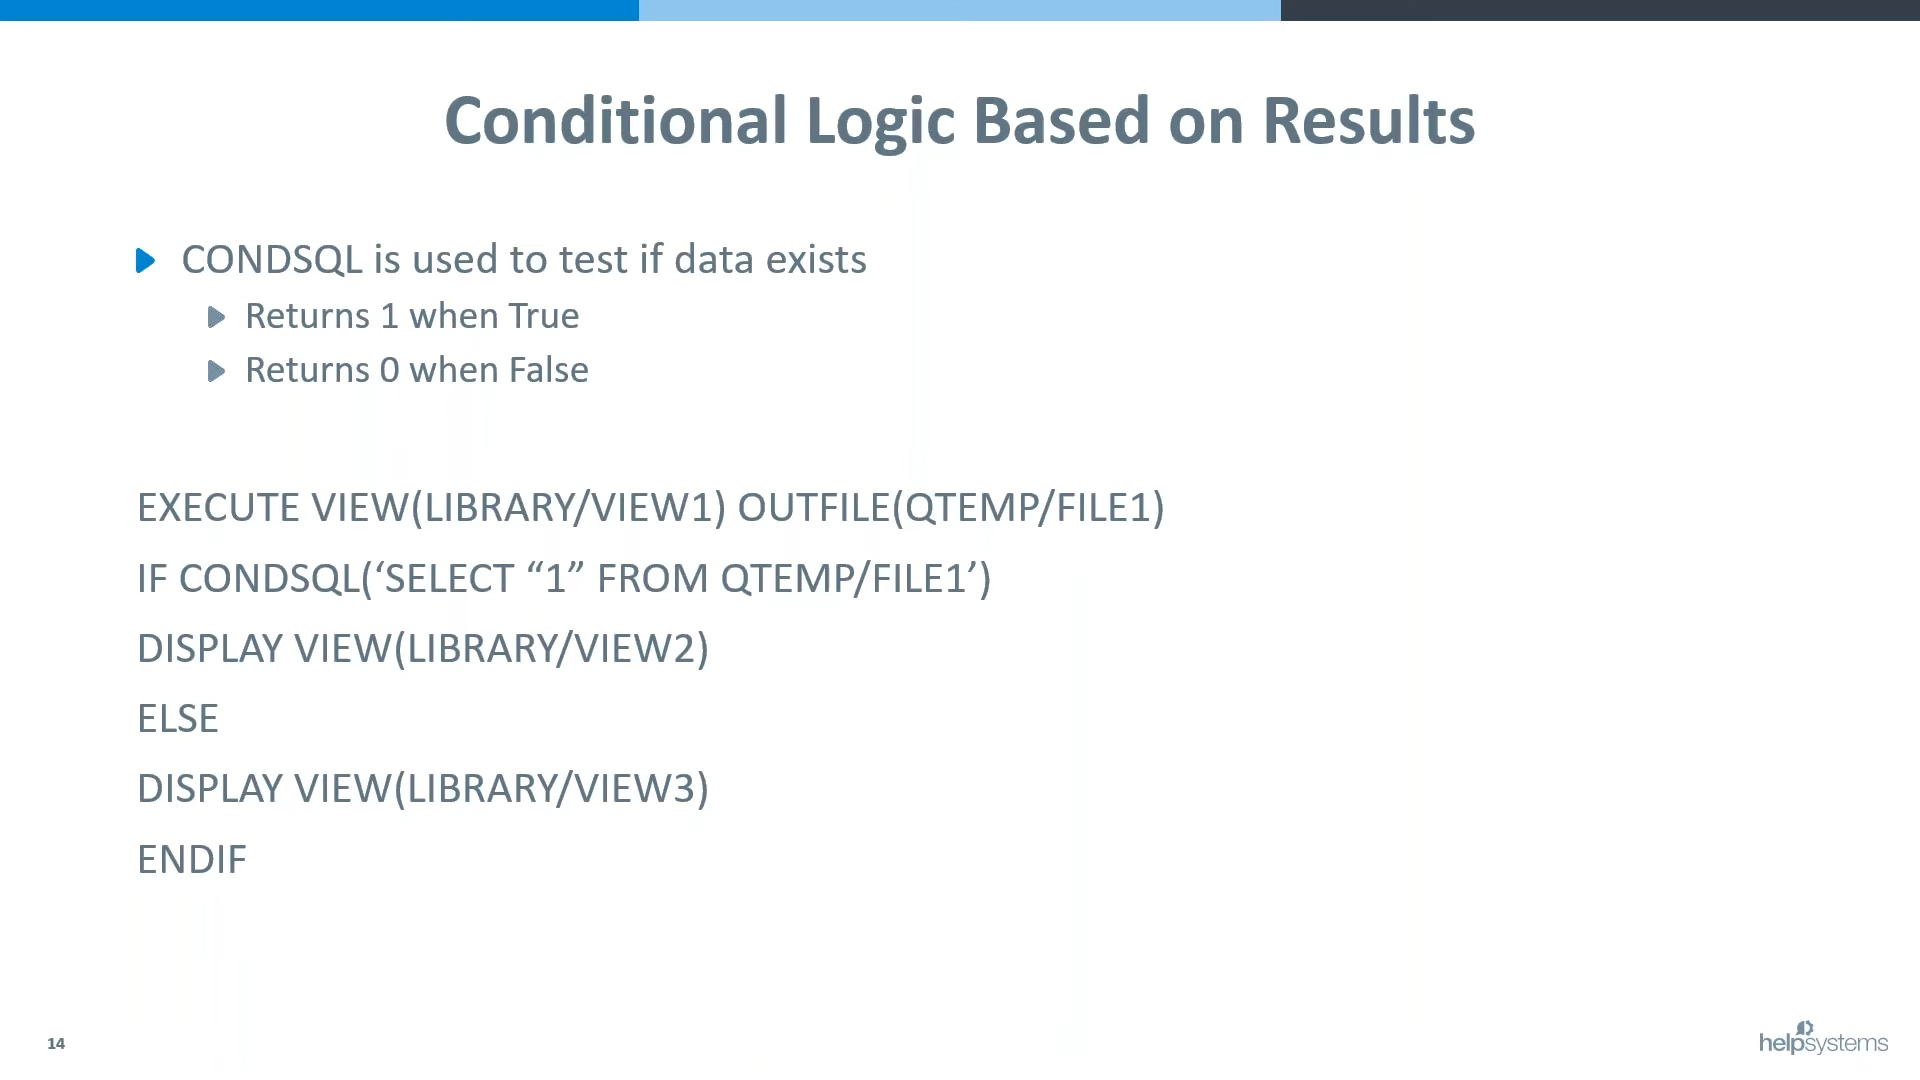 Conditional Logic Based on Results
CONDSQL is used to test if data exists
Returns 1 when True
Returns 0 when False
EXECUTE VIEW(LIBRARY/VIEW1) OUTFILE(QTEMP/FILE1)
IF CONDSQL(‘SELECT “1” FROM QTEMP/FILE1’)
DISPLAY VIEW(LIBRARY/VIEW2)
ELSE
DISPLAY VIEW(LIBRARY/VIEW3)
ENDIF
14
helpsystems